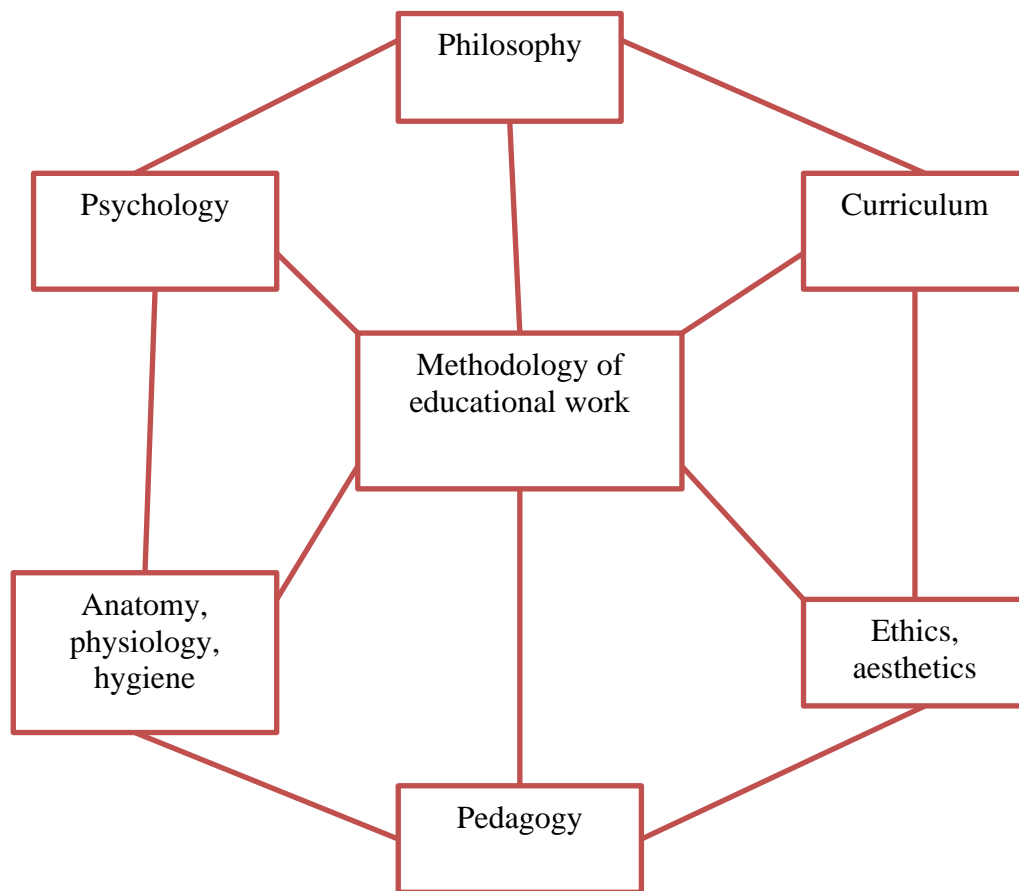 Philosophy
Psychology
Curriculum
Methodology of
educational work
Anatomy,
physiology,
hygiene
Ethics,
aesthetics
Pedagogy